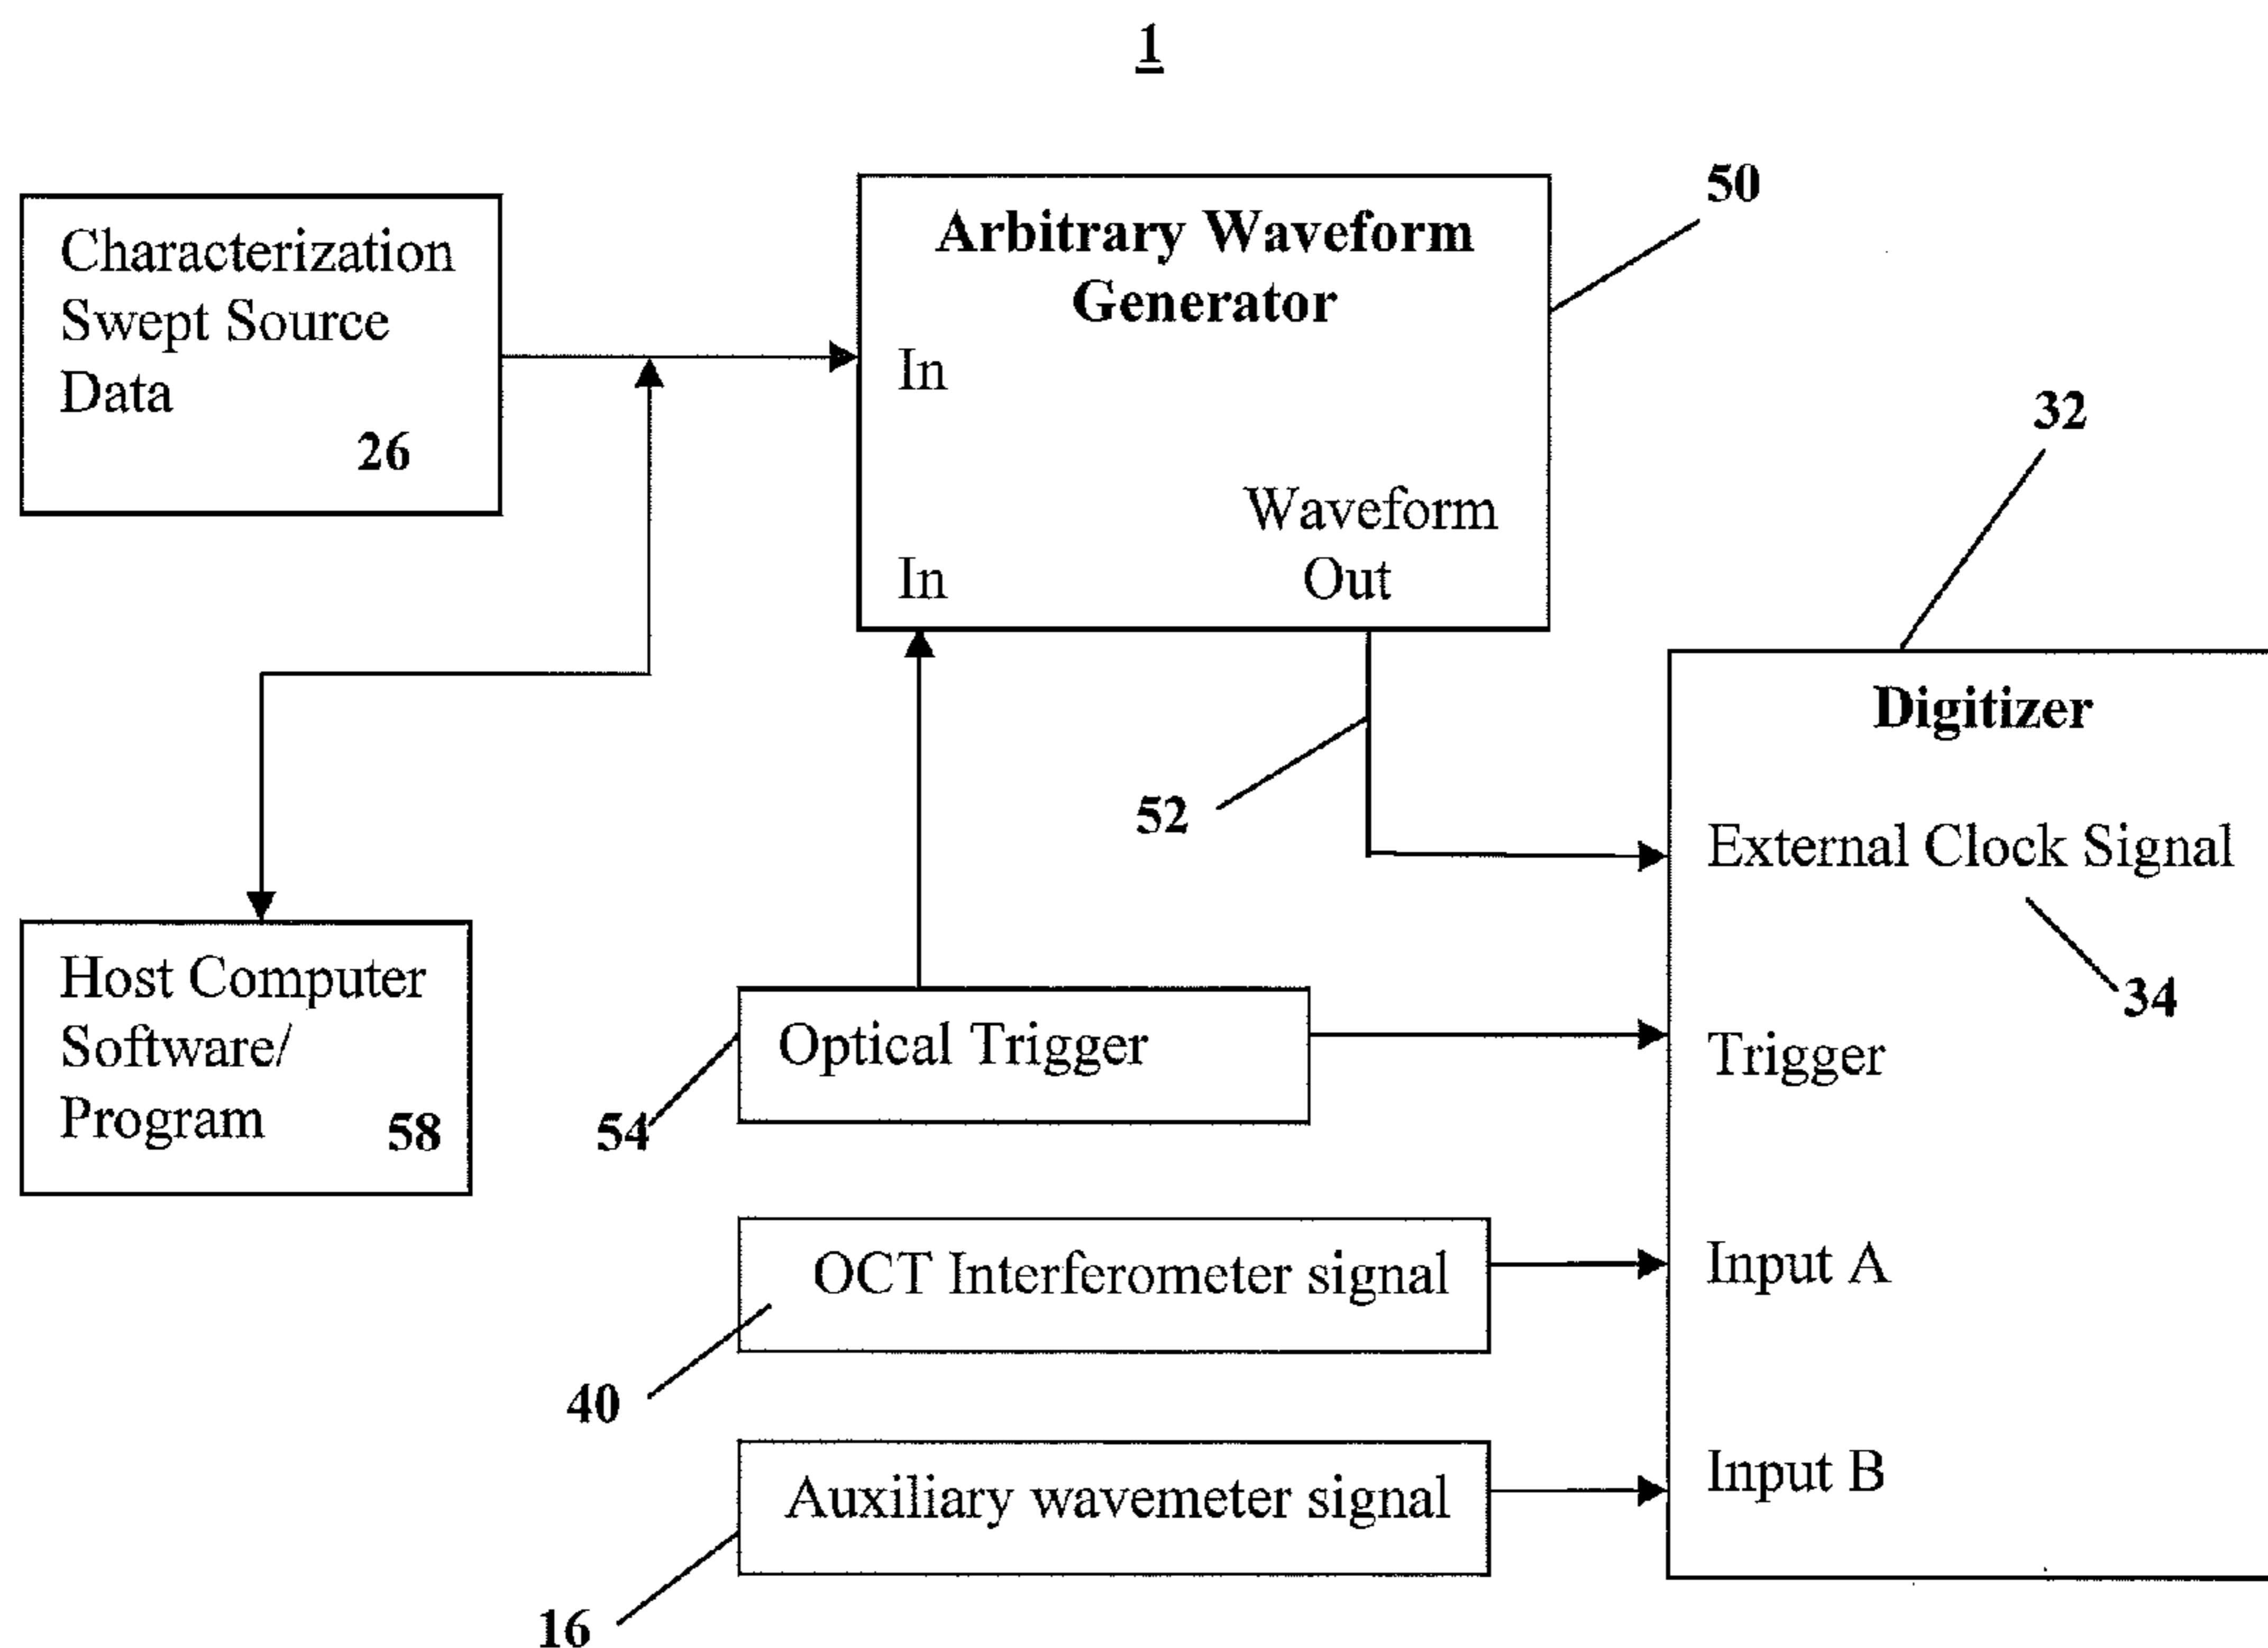 1
Characterization
Swept Source
Data
26
Arbitrary Waveform
Generator
In
In
Waveform
Out
50
32
Digitizer
52
External Clock Signal
34
Host Computer
Software/
Program
58
Optical Trigger
54
Trigger
OCT Interferometer signal
40
Input A
Auxiliary wavemeter signal
16
Input B